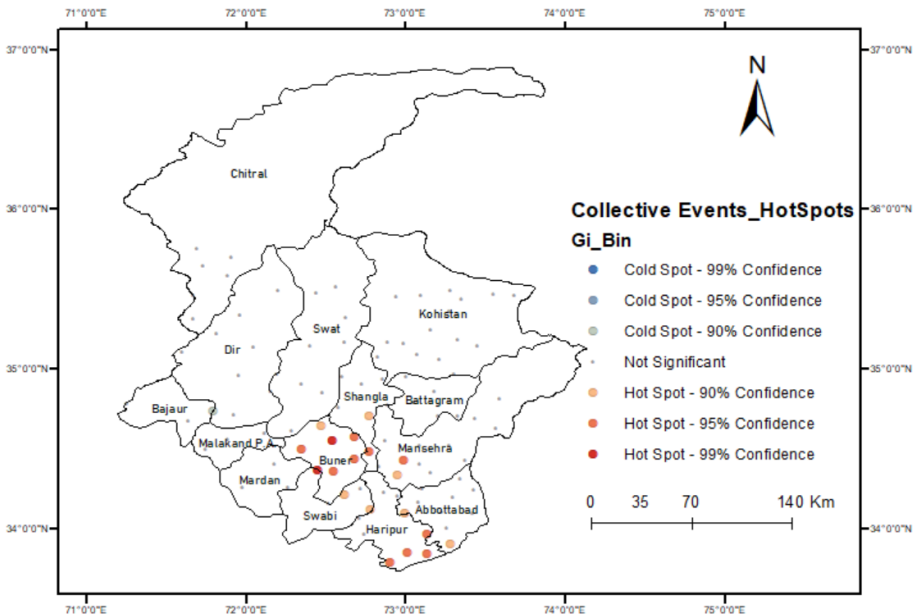 71°0'0"E 72°0'0"E 73°0'0"E 74°0'0"E 75°0'0"E
37°0'0"N 37°0'0"N
N
Chitral
36°0'0"N 36°0'0"N
Collective Events_HotSpots
Gi_Bin
Cold Spot - 99% Confidence
Cold Spot - 95% Confidence
Cold Spot - 90% Confidence
Not Significant
Hot Spot - 90% Confidence
Hot Spot - 95% Confidence
Hot Spot - 99% Confidence
Kohistan
Swat
Dir
35°0'0"N 35°0'0"N
Shangla
Battagram
Bajaur
Malakand P.A
Mansehra
Buner
Mardan
Abbottabad
Swabi
Haripur
0 35 70 140 Km
34°0'0"N 34°0'0"N
71°0'0"E 72°0'0"E 73°0'0"E 74°0'0"E 75°0'0"E